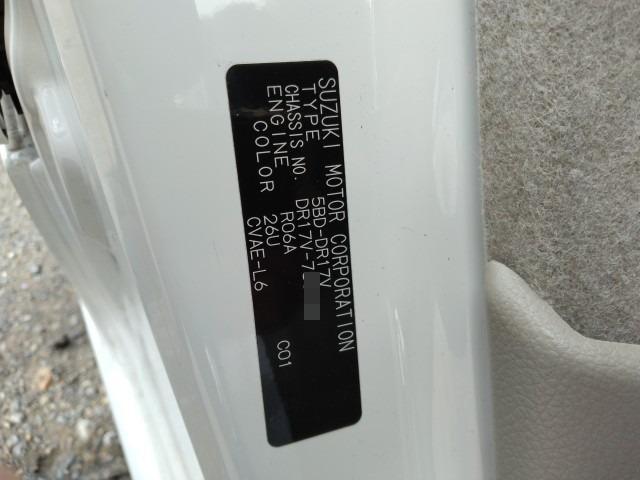 SUZUKI MOTOR CORPORATION
TYPE 5BD-DR17V
CHASSIS NO. DR17V-7
ENGINE R06A
COLOR 26U C01
CVAE-L6